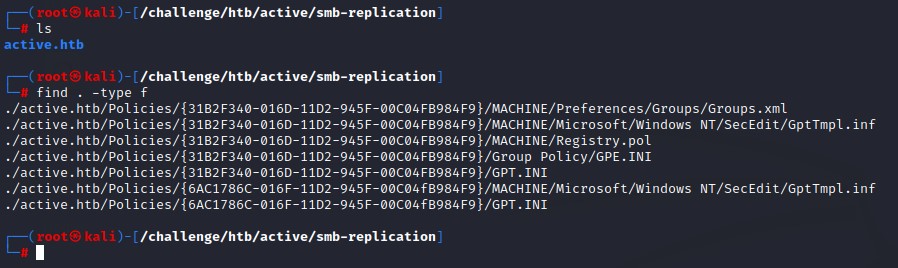 ┌──(root㉿kali)-[/challenge/htb/active/smb-replication]
└─# ls
active.htb
┌──(root㉿kali)-[/challenge/htb/active/smb-replication]
└─# find . -type f
./active.htb/Policies/{31B2F340-016D-11D2-945F-00C04FB984F9}/MACHINE/Preferences/Groups/Groups.xml
./active.htb/Policies/{31B2F340-016D-11D2-945F-00C04FB984F9}/MACHINE/Microsoft/Windows NT/SecEdit/GptTmpl.inf
./active.htb/Policies/{31B2F340-016D-11D2-945F-00C04FB984F9}/MACHINE/Registry.pol
./active.htb/Policies/{31B2F340-016D-11D2-945F-00C04FB984F9}/Group Policy/GPE.INI
./active.htb/Policies/{31B2F340-016D-11D2-945F-00C04FB984F9}/GPT.INI
./active.htb/Policies/{6AC1786C-016F-11D2-945F-00C04fB984F9}/MACHINE/Microsoft/Windows NT/SecEdit/GptTmpl.inf
./active.htb/Policies/{6AC1786C-016F-11D2-945F-00C04fB984F9}/GPT.INI
┌──(root㉿kali)-[/challenge/htb/active/smb-replication]
└─#